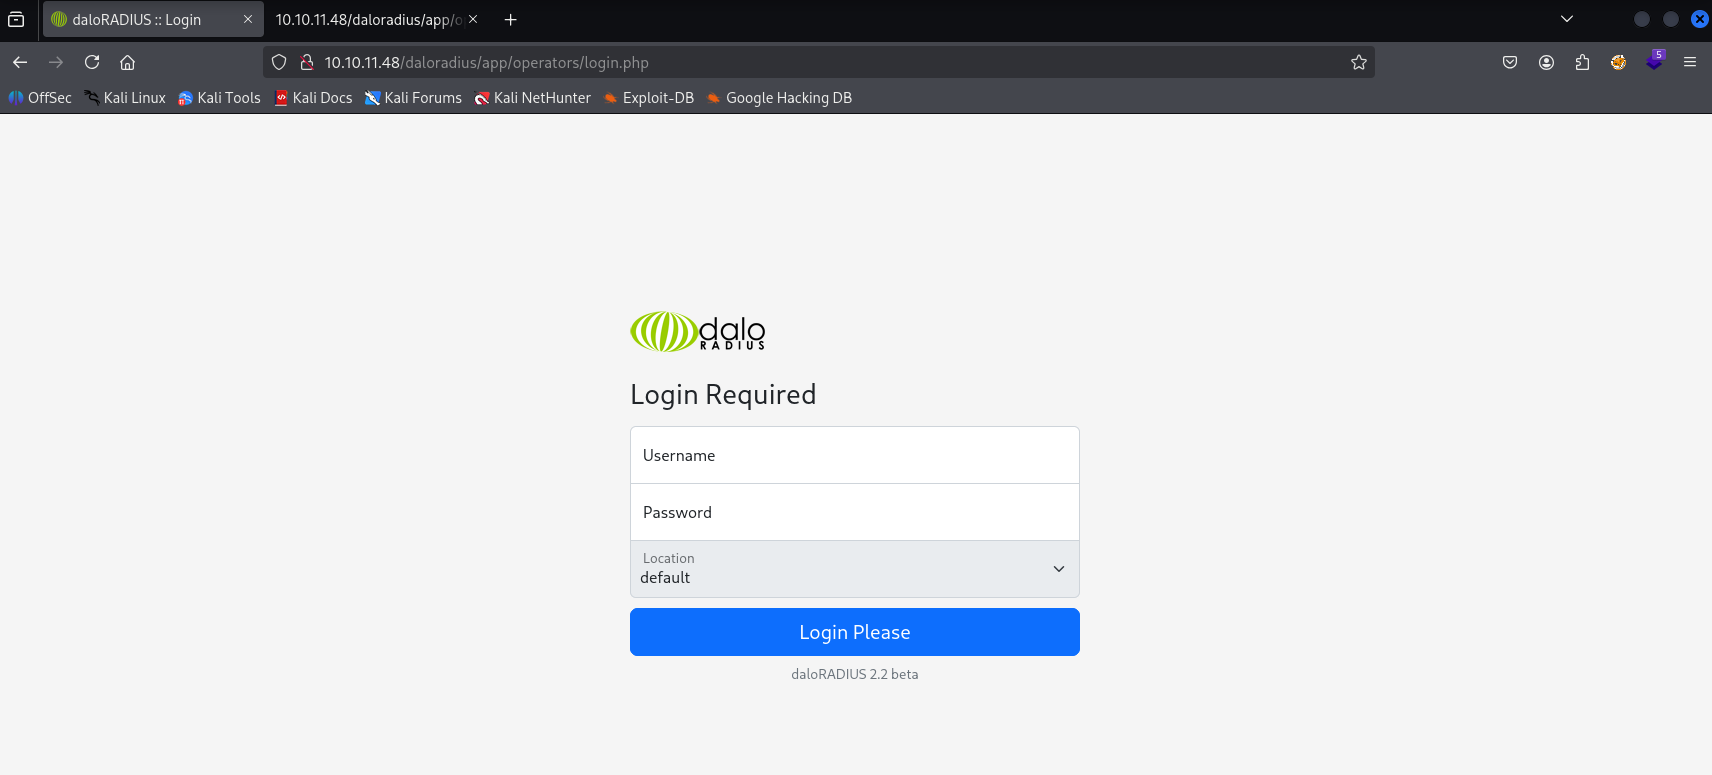 daloRADIUS :: Login
10.10.11.48/daloradius/app/o
10.10.11.48/daloradius/app/operators/login.php
5
OffSec Kali Linux Kali Tools Kali Docs Kali Forums Kali NetHunter Exploit-DB Google Hacking DB
dalo
RADIUS
Login Required
Username
Password
Location
default
Login Please
daloRADIUS 2.2 beta